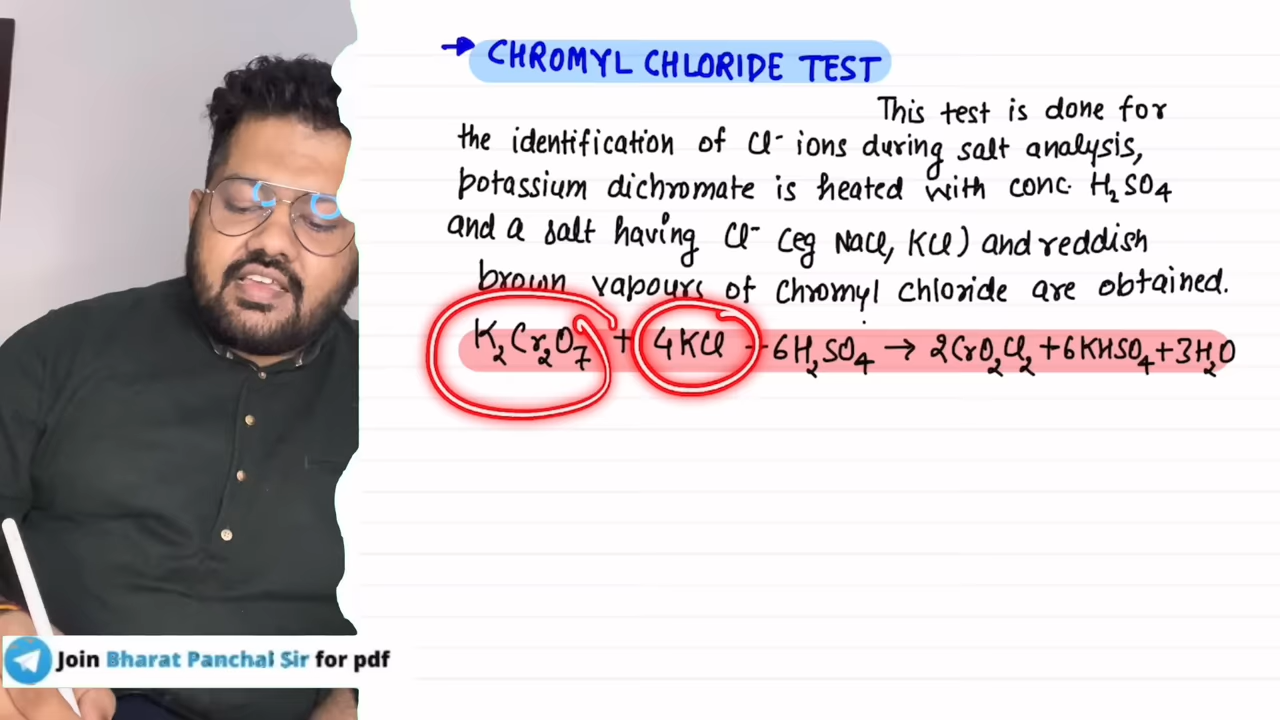 → CHROMYL CHLORIDE TEST
This test is done for
the identification of Cl⁻ ions during salt analysis,
potassium dichromate is heated with conc. H₂SO₄
and a salt having Cl⁻ (eg NaCl, KCl) and reddish
brown vapours of chromyl chloride are obtained.
K₂Cr₂O₇ + 4KCl + 6H₂SO₄ → 2CrO₂Cl₂ + 6KHSO₄ + 3H₂O
Join Bharat Panchal Sir for pdf